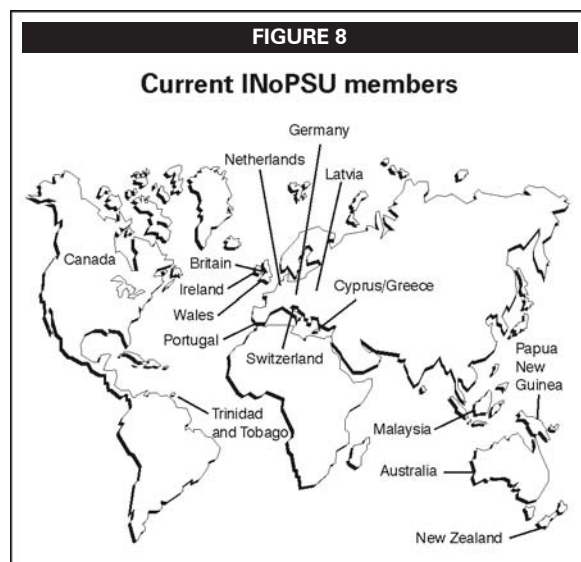 FIGURE 8
Current INoPSU members
Germany
Netherlands
Latvia
Canada
Britain
Ireland
Cyprus/Greece
Wales
Portugal
Switzerland
Papua
New
Guinea
Trinidad
and Tobago
Malaysia
Australia
New Zealand